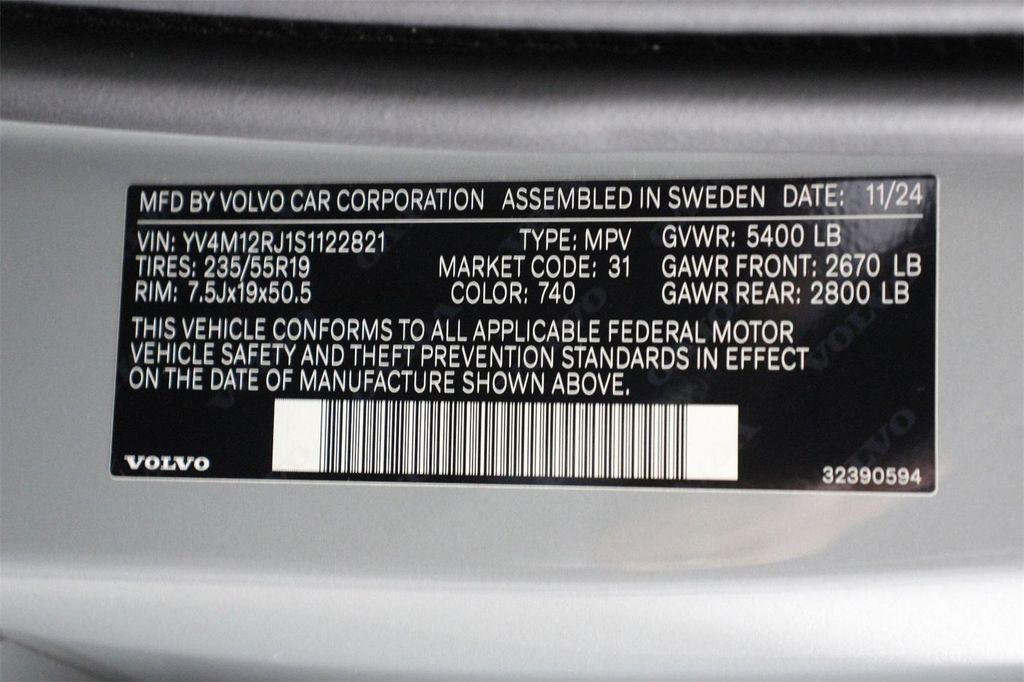 MFD BY VOLVO CAR CORPORATION ASSEMBLED IN SWEDEN DATE: 11/24
VIN: YV4M12RJ1S1122821 TYPE: MPV GVWR: 5400 LB
TIRES: 235/55R19 MARKET CODE: 31 GAWR FRONT: 2670 LB
RIM: 7.5Jx19x50.5 COLOR: 740 GAWR REAR: 2800 LB
THIS VEHICLE CONFORMS TO ALL APPLICABLE FEDERAL MOTOR
VEHICLE SAFETY AND THEFT PREVENTION STANDARDS IN EFFECT
ON THE DATE OF MANUFACTURE SHOWN ABOVE.
VOLVO 32390594